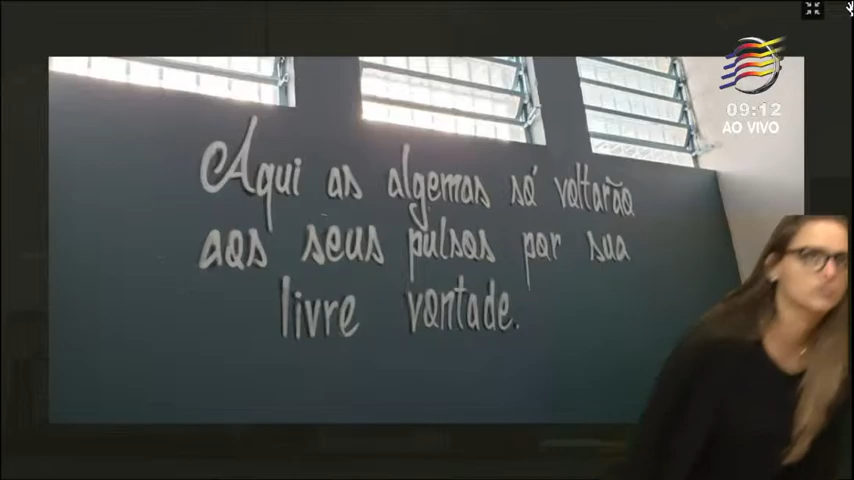 09:12
AO VIVO
Aqui as algemas só voltarão
aos seus pulsos por sua
livre vontade.